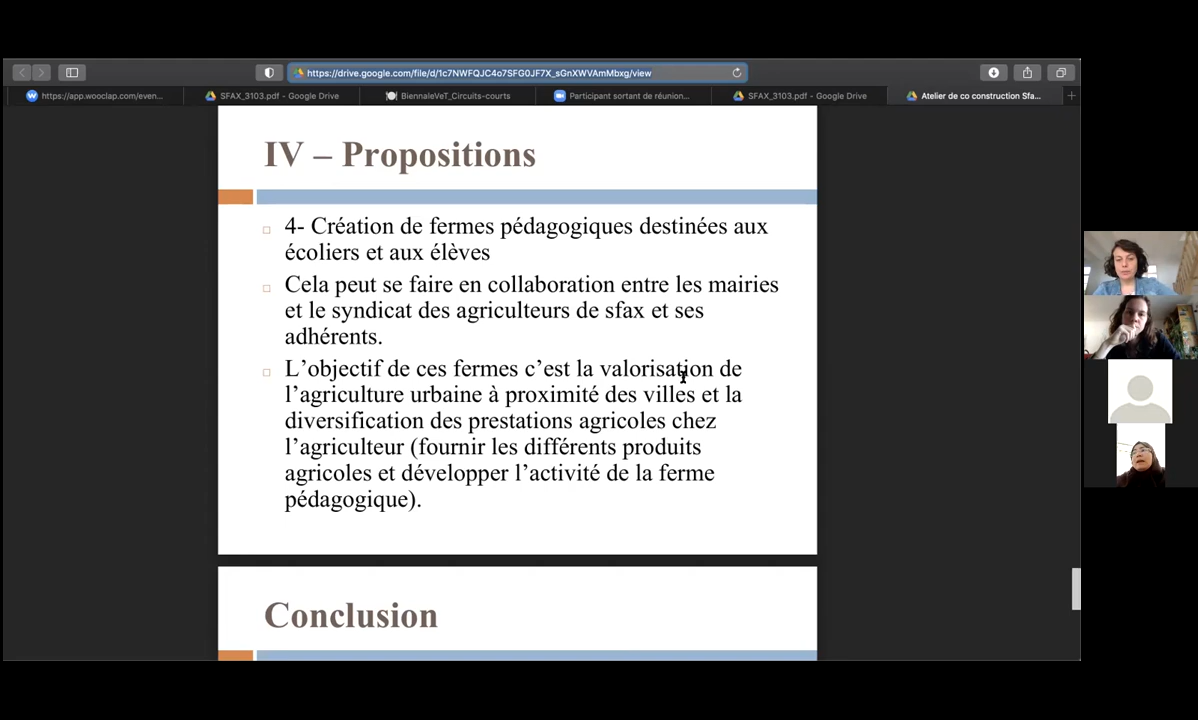 https://drive.google.com/file/d/1c7NWFQJC4o7SFG0JF7X_sGnXWVAmMbxg/view
https://app.wooclap.com/even...
SFAX_3103.pdf - Google Drive
BiennaleVeT_Circuits-courts
Participant sortant de réunion...
SFAX_3103.pdf - Google Drive
Atelier de co construction Sfa...
IV – Propositions
4- Création de fermes pédagogiques destinées aux
écoliers et aux élèves
Cela peut se faire en collaboration entre les mairies
et le syndicat des agriculteurs de sfax et ses
adhérents.
L’objectif de ces fermes c’est la valorisation de
l’agriculture urbaine à proximité des villes et la
diversification des prestations agricoles chez
l’agriculteur (fournir les différents produits
agricoles et développer l’activité de la ferme
pédagogique).
Conclusion